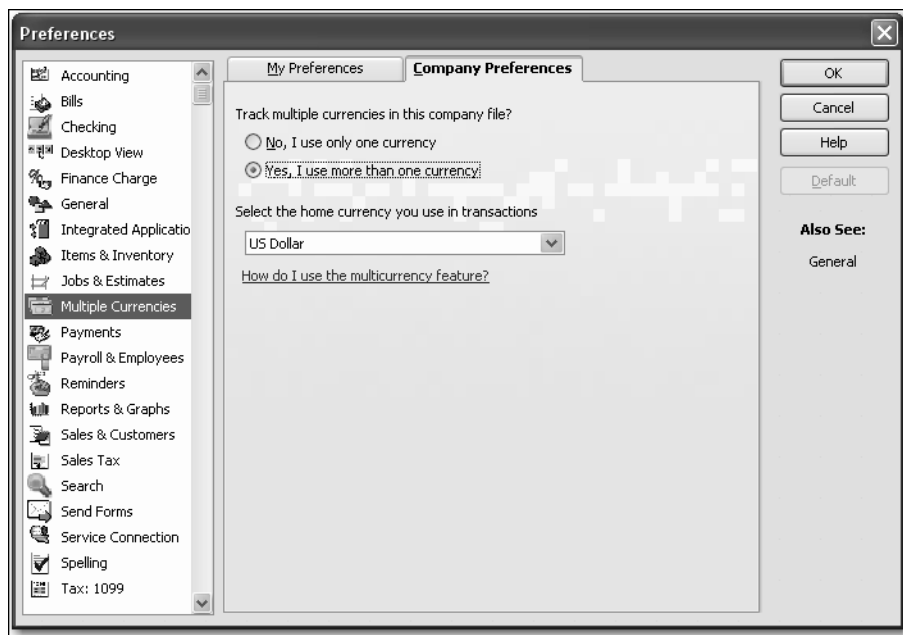 Preferences
Accounting
Bills
Checking
Desktop View
Finance Charge
General
Integrated Applicatio
Items & Inventory
Jobs & Estimates
Multiple Currencies
Payments
Payroll & Employees
Reminders
Reports & Graphs
Sales & Customers
Sales Tax
Search
Send Forms
Service Connection
Spelling
Tax: 1099
My Preferences
Company Preferences
Track multiple currencies in this company file?
No, I use only one currency
Yes, I use more than one currency
Select the home currency you use in transactions
US Dollar
How do I use the multicurrency feature?
OK
Cancel
Help
Default
Also See:
General